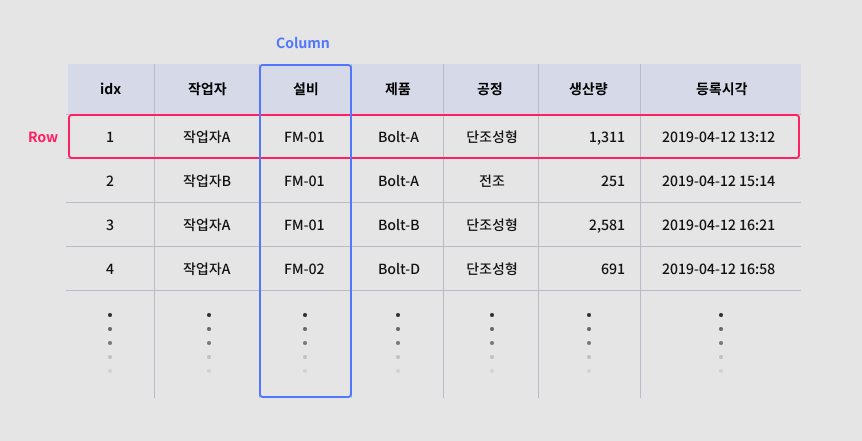 Column
idx 작업자 설비 제품 공정 생산량 등록시각
Row 1 작업자A FM-01 Bolt-A 단조성형 1,311 2019-04-12 13:12
2 작업자B FM-01 Bolt-A 전조 251 2019-04-12 15:14
3 작업자A FM-01 Bolt-B 단조성형 2,581 2019-04-12 16:21
4 작업자A FM-02 Bolt-D 단조성형 691 2019-04-12 16:58